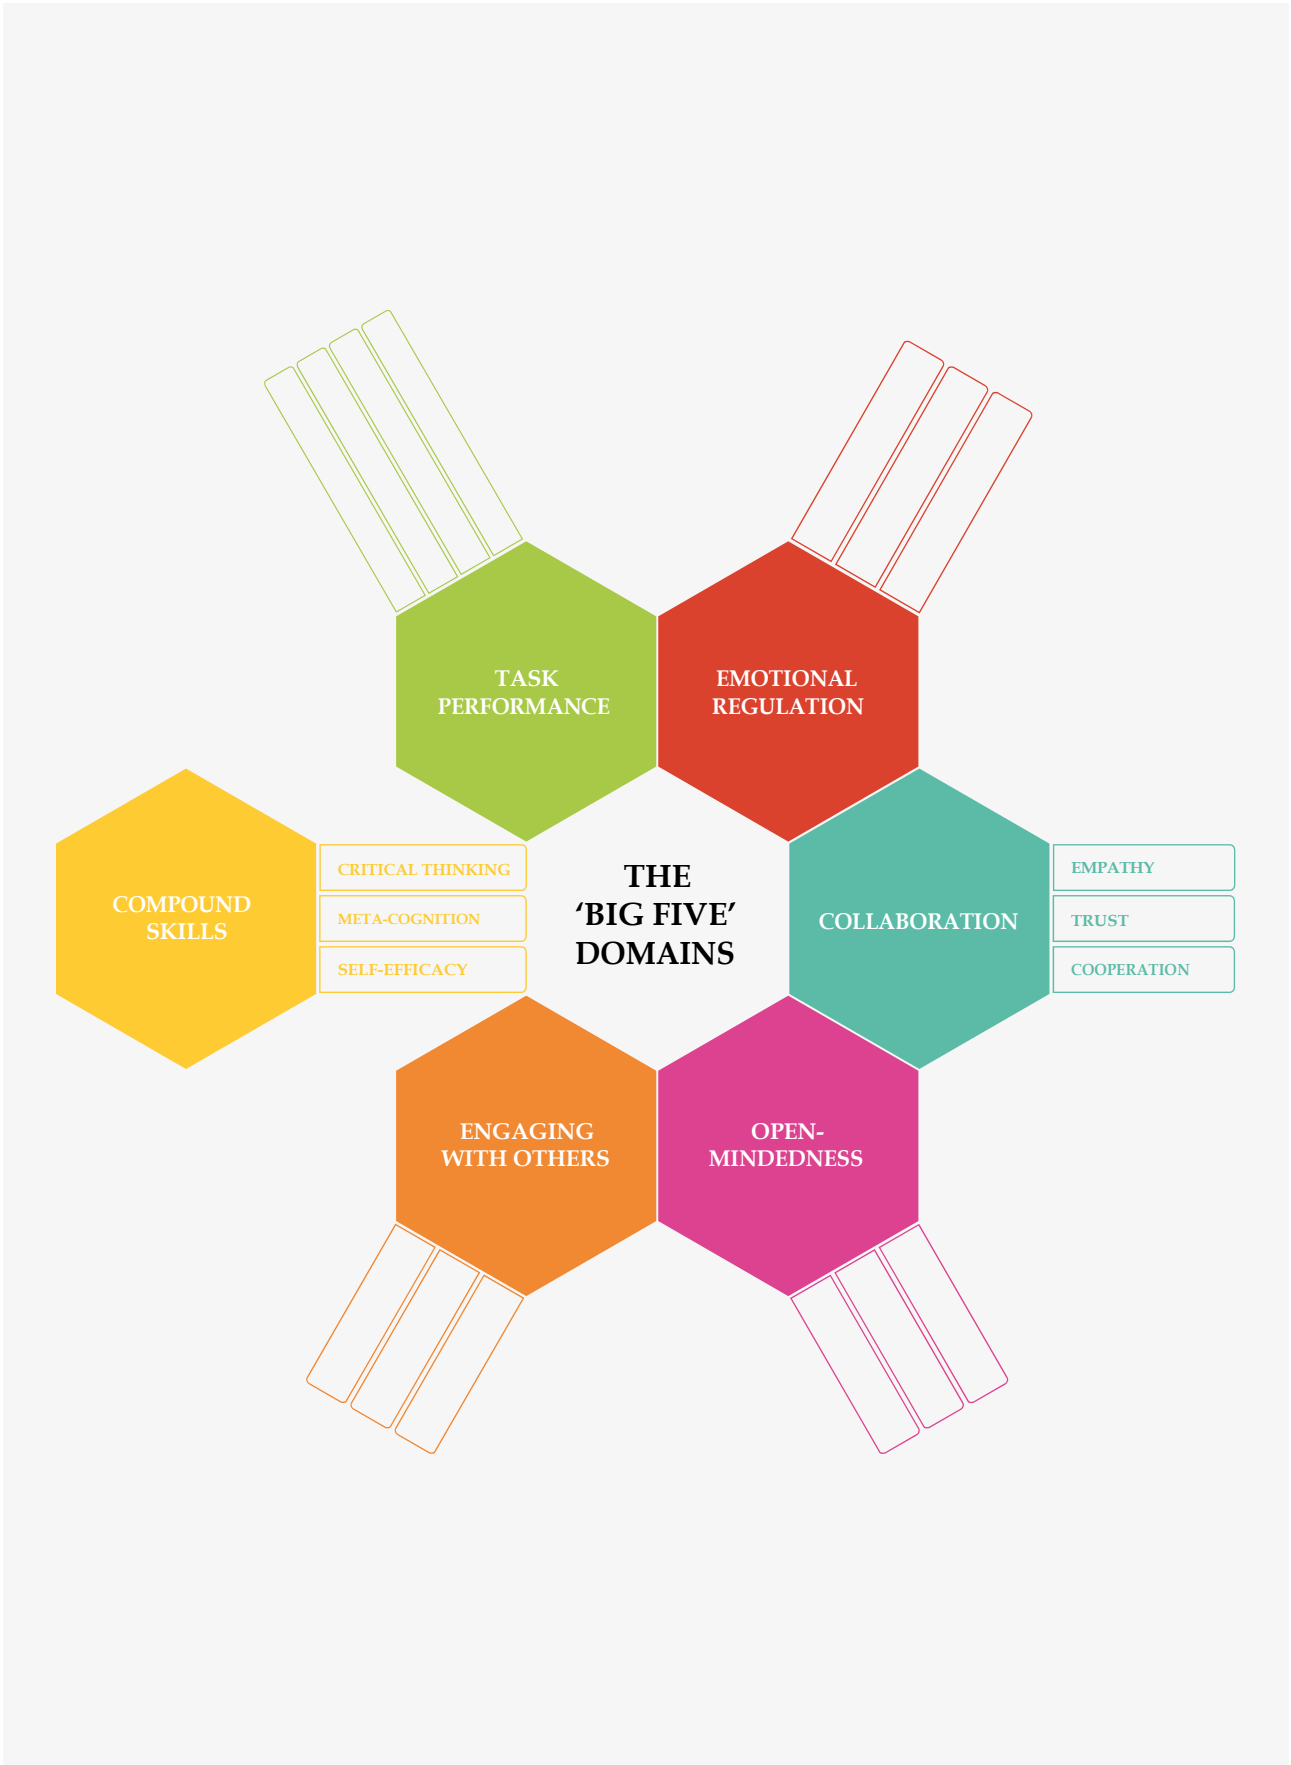 TASK
PERFORMANCE
EMOTIONAL
REGULATION
COMPOUND
SKILLS
CRITICAL THINKING
META-COGNITION
SELF-EFFICACY
THE
‘BIG FIVE’
DOMAINS
COLLABORATION
EMPATHY
TRUST
COOPERATION
ENGAGING
WITH OTHERS
OPEN-
MINDEDNESS